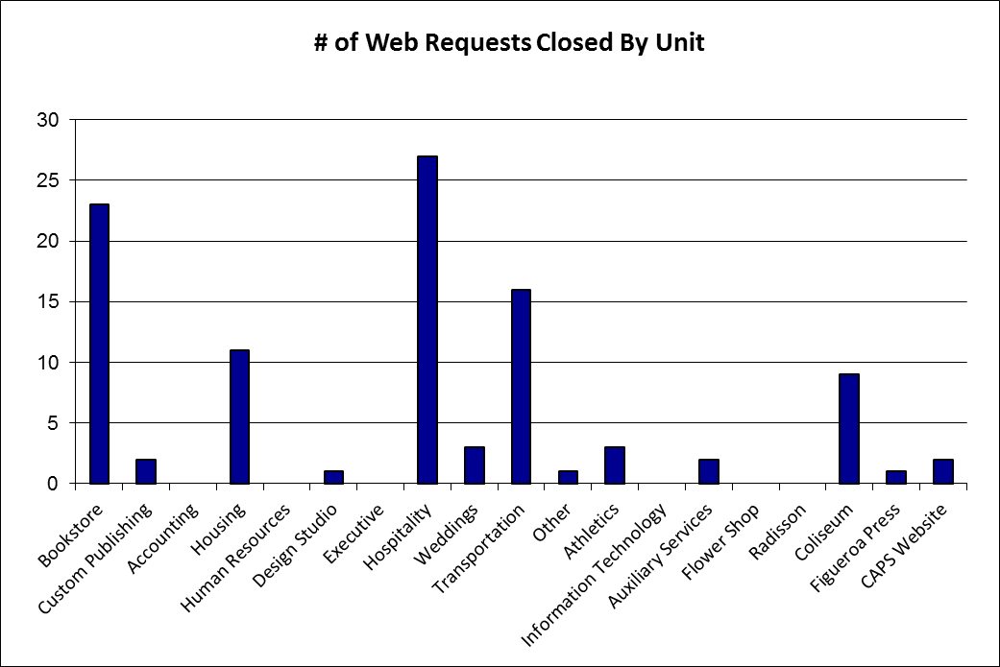 # of Web Requests Closed By Unit
30
25
20
15
10
5
0
Bookstore
Custom Publishing
Accounting
Housing
Human Resources
Design Studio
Executive
Hospitality
Weddings
Transportation
Other
Athletics
Information Technology
Auxiliary Services
Flower Shop
Radisson
Coliseum
Figueroa Press
CAPS Website